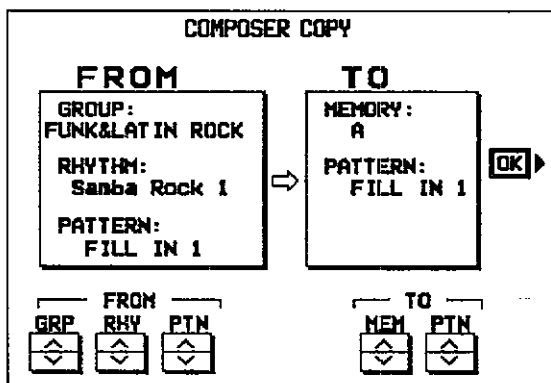 COMPOSER COPY
FROM
GROUP:
FUNK&LATIN ROCK
RHYTHM:
Samba Rock 1
PATTERN:
FILL IN 1
TO
MEMORY:
A
PATTERN:
FILL IN 1
OK
FROM
GRP RHY PTN
TO
MEM PTN